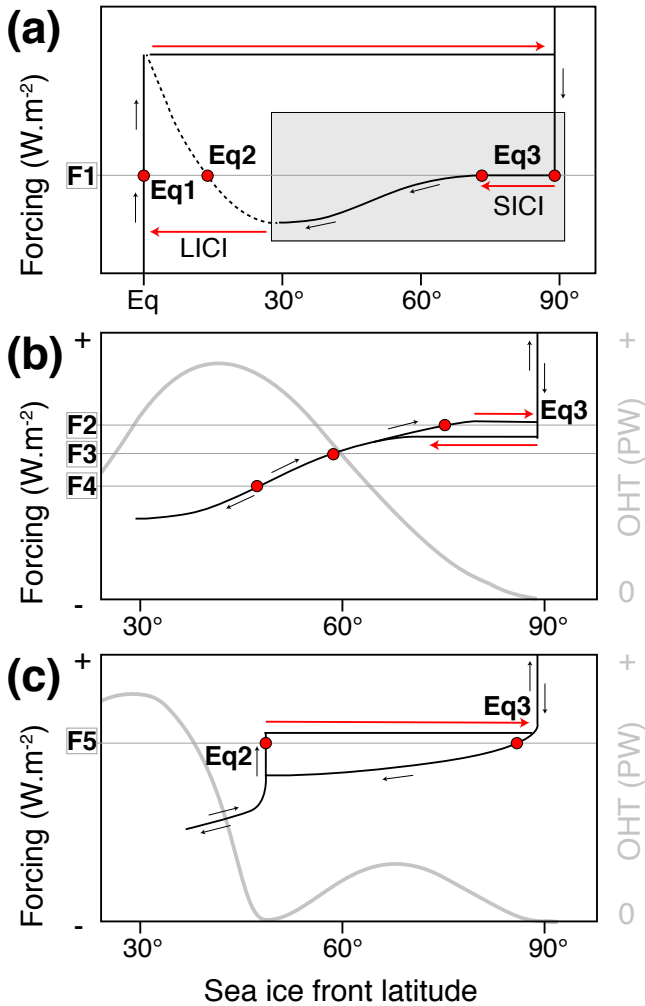 (a)
Forcing (W.m-2)
F1
Eq1
Eq2
Eq3
LICI
SICI
Eq
30°
60°
90°
(b)
+
+
Forcing (W.m-2)
F2
F3
F4
Eq3
OHT (PW)
-
0
30°
60°
90°
(c)
+
+
Forcing (W.m-2)
F5
Eq2
Eq3
OHT (PW)
-
0
30°
60°
90°
Sea ice front latitude